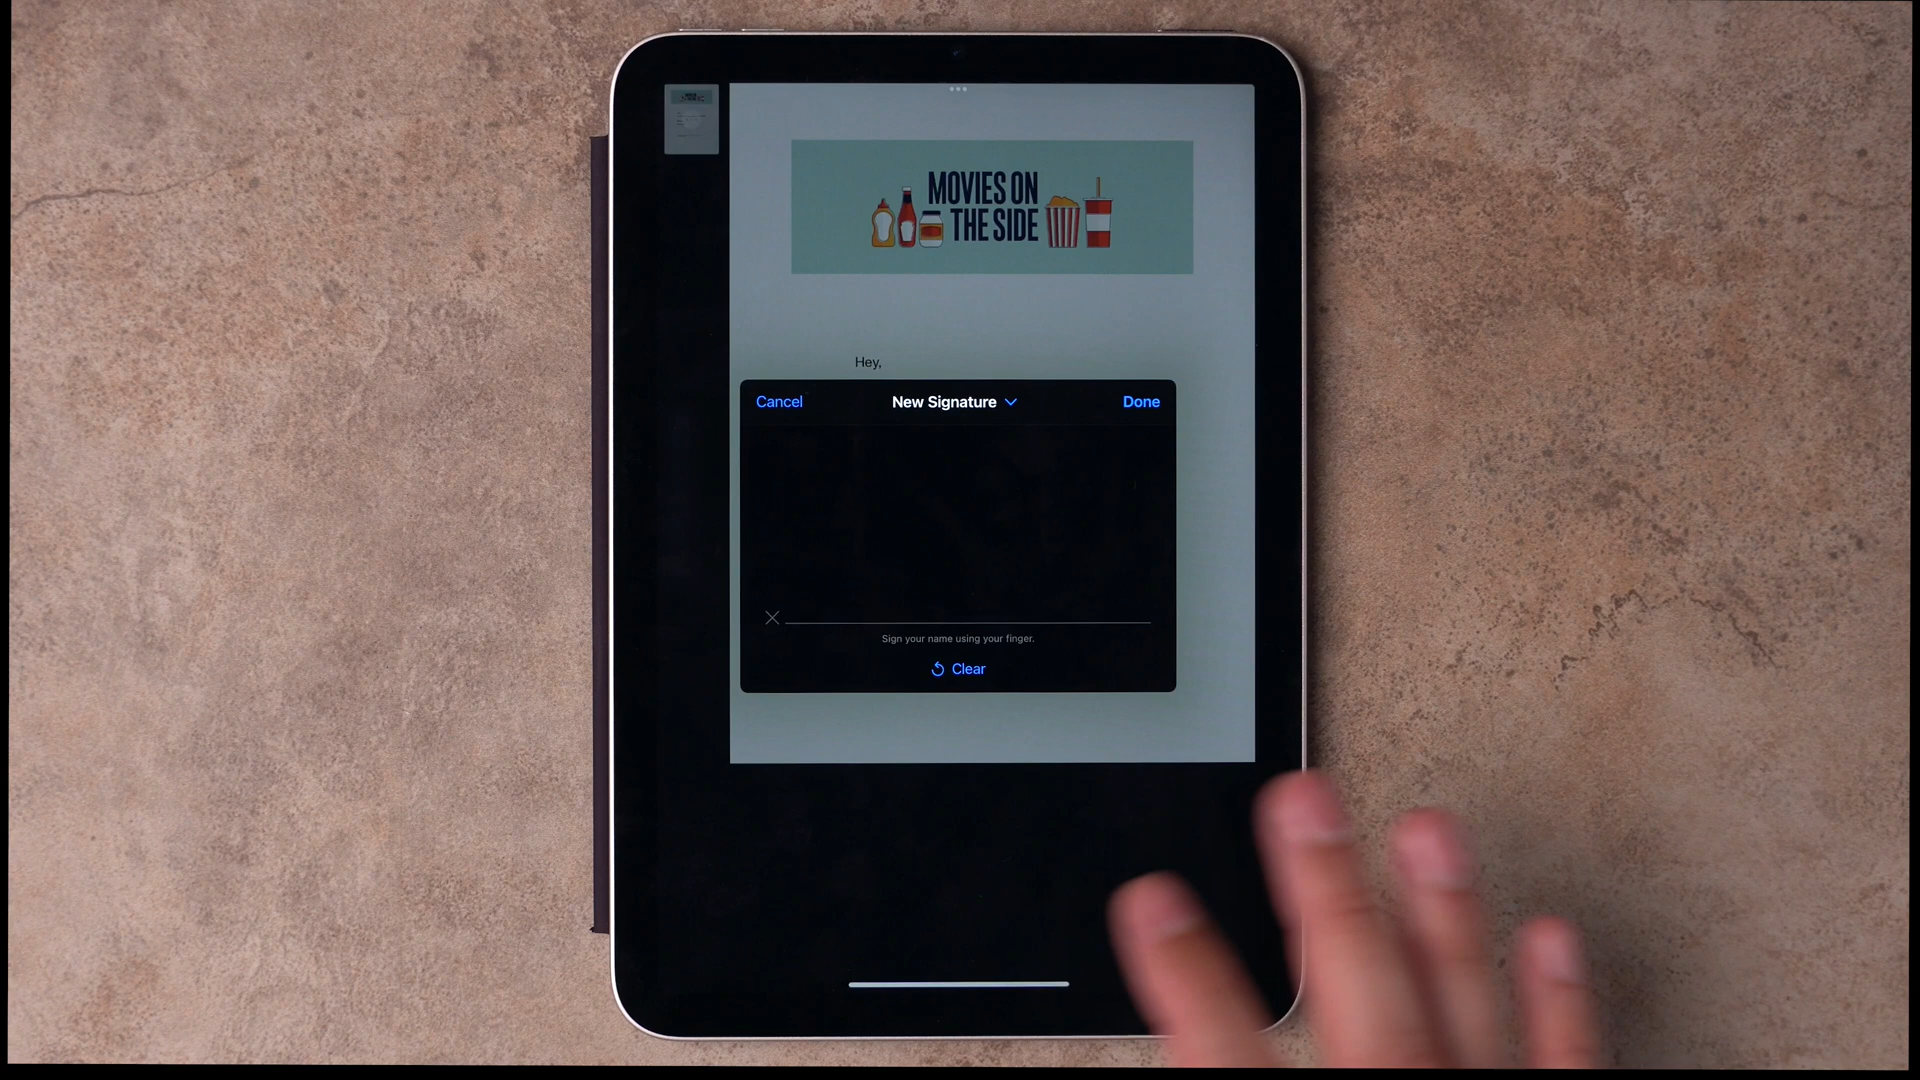 MOVIES ON
THE SIDE
Hey,
Cancel
New Signature
Done
Sign your name using your finger.
Clear